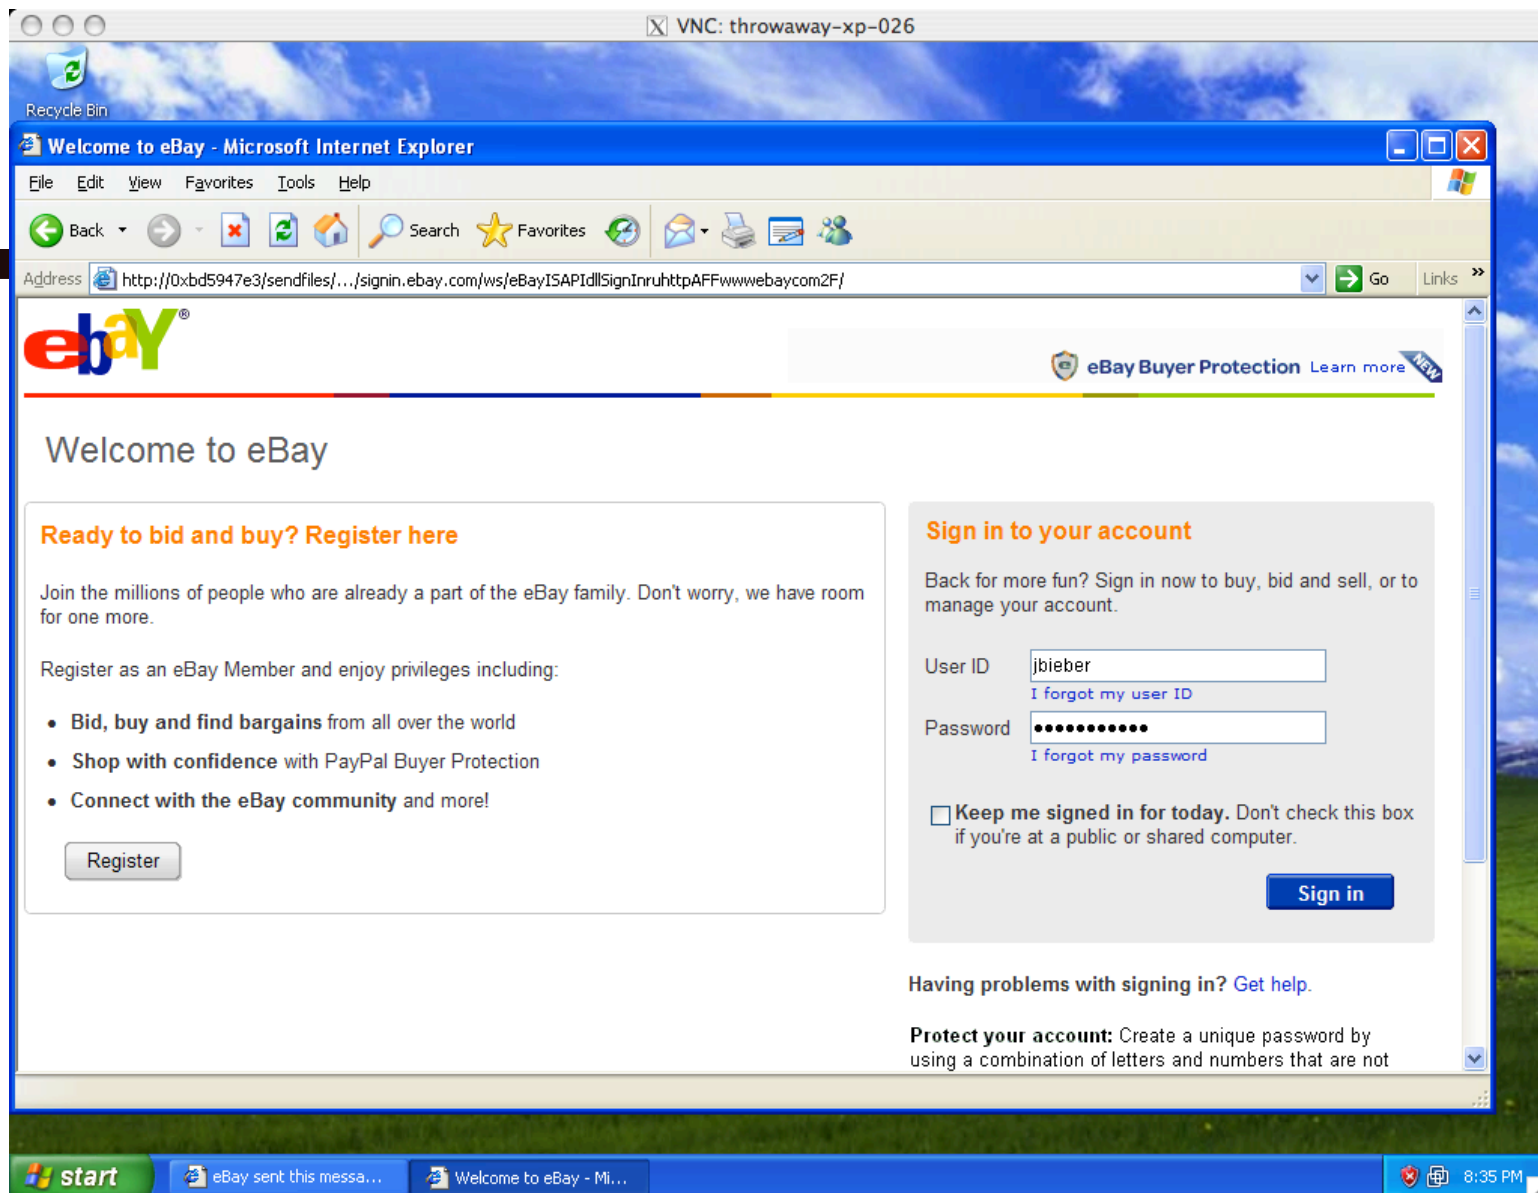 VNC: throwaway-xp-026
Recycle Bin
Welcome to eBay - Microsoft Internet Explorer
File Edit View Favorites Tools Help
Back Search Favorites
Address http://0xbd5947e3/sendfiles/.../signin.ebay.com/ws/eBayISAPIdllSignInruhttpAFFwwwebaycom2F/ Go Links »
ebaY®
eBay Buyer Protection Learn more NEW
Welcome to eBay
Ready to bid and buy? Register here
Join the millions of people who are already a part of the eBay family. Don't worry, we have room
for one more.
Register as an eBay Member and enjoy privileges including:
• Bid, buy and find bargains from all over the world
• Shop with confidence with PayPal Buyer Protection
• Connect with the eBay community and more!
Register
Sign in to your account
Back for more fun? Sign in now to buy, bid and sell, or to
manage your account.
User ID jbieber
I forgot my user ID
Password •••••••••••
I forgot my password
Keep me signed in for today. Don't check this box
if you're at a public or shared computer.
Sign in
Having problems with signing in? Get help.
Protect your account: Create a unique password by
using a combination of letters and numbers that are not
start eBay sent this messa... Welcome to eBay - Mi... 8:35 PM